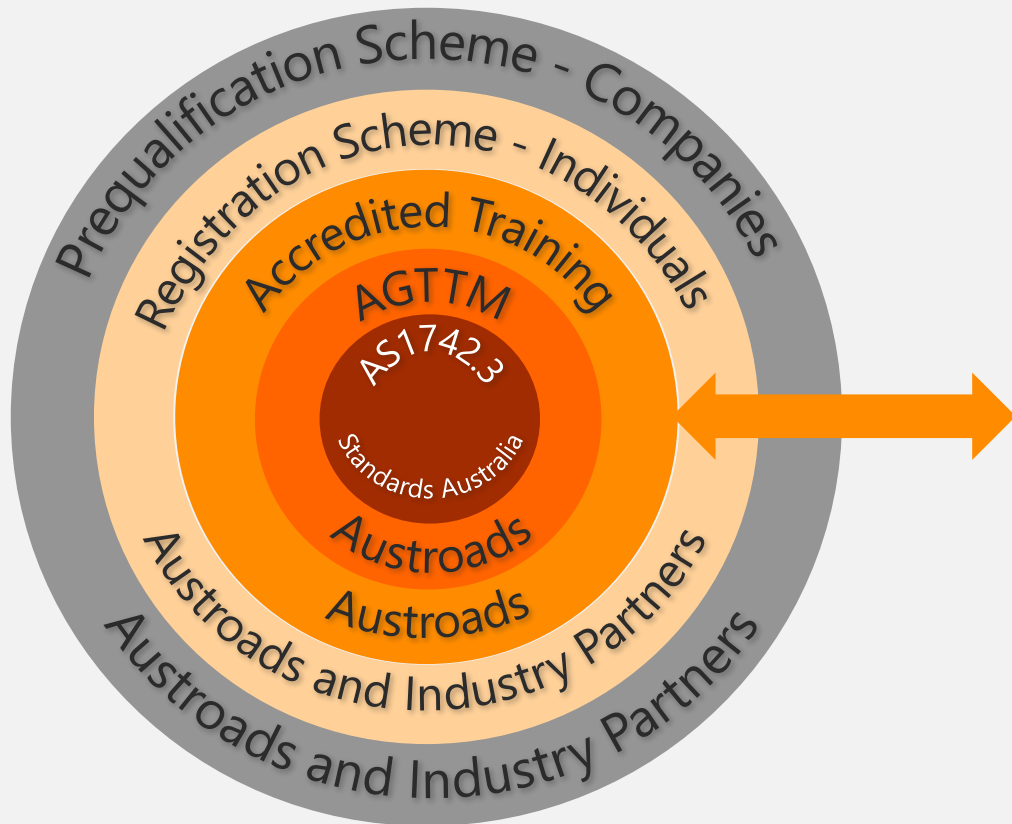 Prequalification Scheme - Companies
Registration Scheme - Individuals
Accredited Training
AGTTM
AS1742.3
Standards Australia
Austroads
Austroads
Austroads and Industry Partners
Austroads and Industry Partners